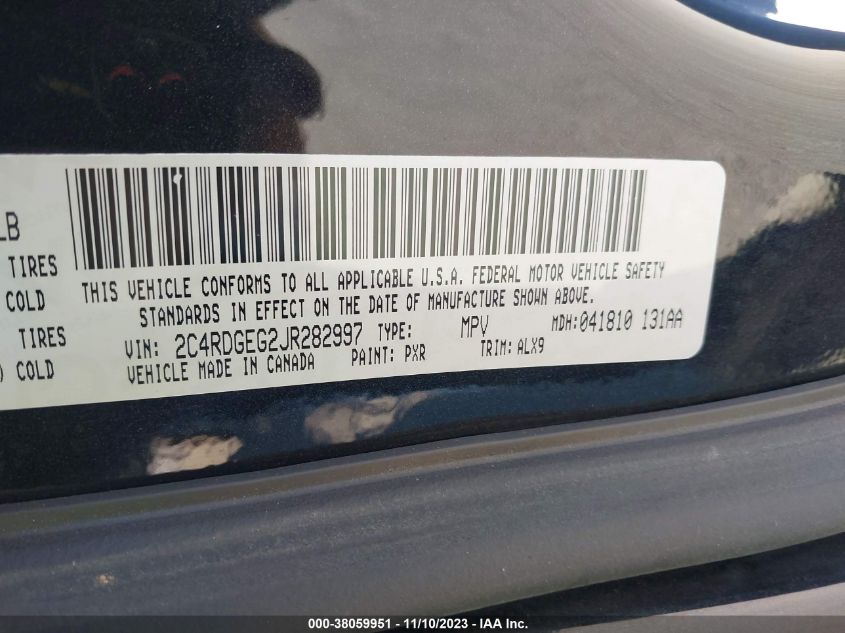 LB
TIRES
COLD
TIRES
) COLD
THIS VEHICLE CONFORMS TO ALL APPLICABLE U.S.A. FEDERAL MOTOR VEHICLE SAFETY
STANDARDS IN EFFECT ON THE DATE OF MANUFACTURE SHOWN ABOVE.
VIN: 2C4RDGEG2JR282997 TYPE: MPV MDH:041810 131AA
VEHICLE MADE IN CANADA PAINT: PXR TRIM: ALX9
000-38059951 - 11/10/2023 - IAA Inc.